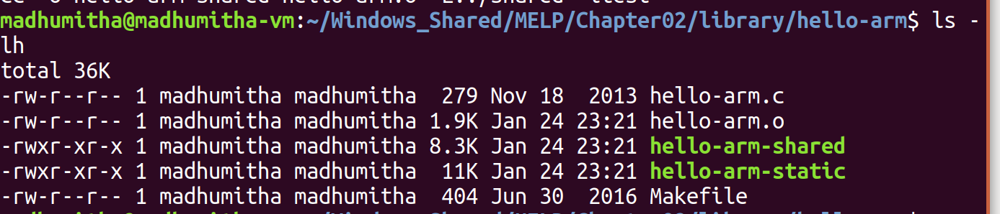 madhumitha@madhumitha-vm:~/Windows_Shared/MELP/Chapter02/library/hello-arm$ ls -
lh
total 36K
-rw-r--r-- 1 madhumitha madhumitha  279 Nov 18  2013 hello-arm.c
-rw-r--r-- 1 madhumitha madhumitha 1.9K Jan 24 23:21 hello-arm.o
-rwxr-xr-x 1 madhumitha madhumitha 8.3K Jan 24 23:21 hello-arm-shared
-rwxr-xr-x 1 madhumitha madhumitha  11K Jan 24 23:21 hello-arm-static
-rw-r--r-- 1 madhumitha madhumitha  404 Jun 30  2016 Makefile